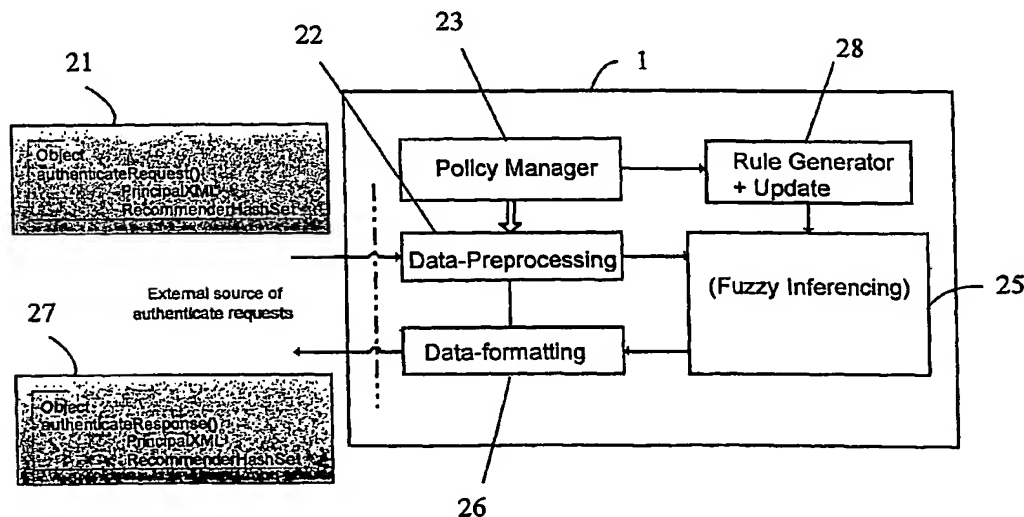 23
28
22
1
21
Object
authenticateRequest()
PrincipalXML
RecommenderHashSet
Policy Manager
Rule Generator
+ Update
Data-Preprocessing
(Fuzzy Inferencing)
25
External source of
authenticate requests
27
Data-formatting
Object
authenticateResponse()
PrincipalXML
RecommenderHashSet
26